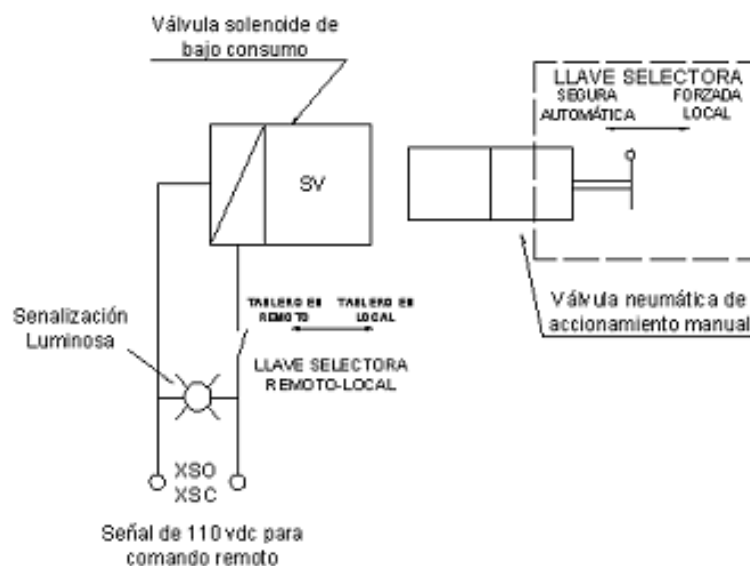 Válvula solenoide de
bajo consumo
LLAVE SELECTORA
SEGURA FORZADA
AUTOMÁTICA LOCAL
SV
TABLERO EN TABLERO EN
REMOTO LOCAL
LLAVE SELECTORA
REMOTO-LOCAL
Senalización
Luminosa
Válvula neumática de
accionamiento manual
XSO
XSC
Señal de 110 vdc para
comando remoto